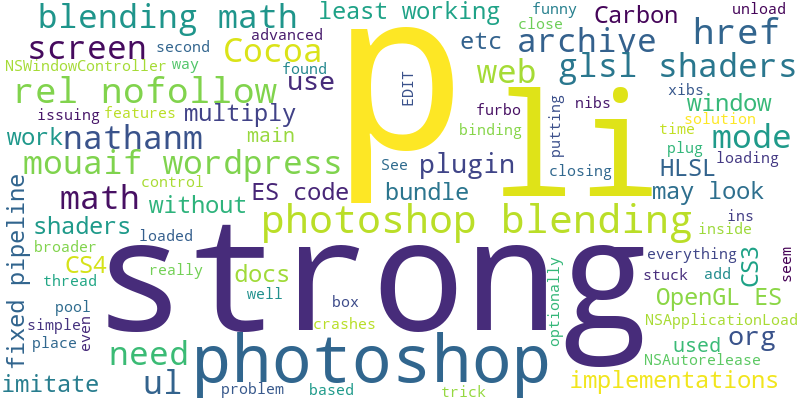 blending math
least working
funny
close
Carbon
unload
screen
second
advanced
Cocoa
p
etc
archive
href
NSWindowController
way
found
EDIT
web
glsl shaders
rel nofollow
use
li
xibs
issuing
features
multiply
furbo
nibs
putting
window
solution
work
nathanm
main
binding
time
mode
mouaif wordpress
See
plugin
closing
plug
HLSL
loading
math
control
ES code
bundle
may look
fixed pipeline
without
shaders
photoshop blending
ins
inside
loaded
strong
broader
CS4
really
docs
everything
stuck
add
CS3
seem
thread
well
optionally
OpenGL ES
pool
box
simple
crashes
NSApplicationLoad
even
place
need
photoshop
used
org
NSAutorelease
imitate
ul
problem
based
trick
implementations